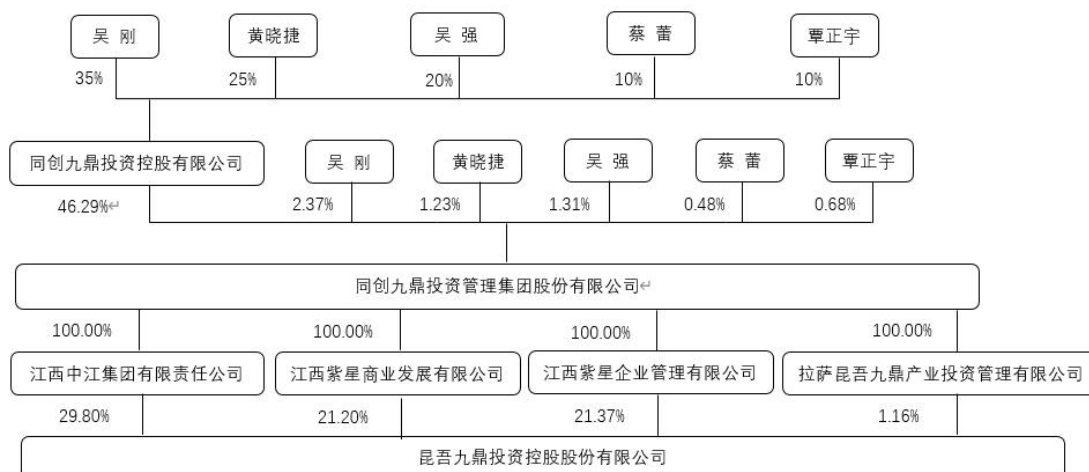 吴 刚 黄晓捷 吴 强 蔡 蕾 覃正宇
35% 25% 20% 10% 10%
同创九鼎投资控股有限公司 吴 刚 黄晓捷 吴 强 蔡 蕾 覃正宇
46.29%↵ 2.37% 1.23% 1.31% 0.48% 0.68%
同创九鼎投资管理集团股份有限公司↵
100.00% 100.00% 100.00% 100.00%
江西中江集团有限责任公司 江西紫星商业发展有限公司 江西紫星企业管理有限公司 拉萨昆吾九鼎产业投资管理有限公司
29.80% 21.20% 21.37% 1.16%
昆吾九鼎投资控股股份有限公司